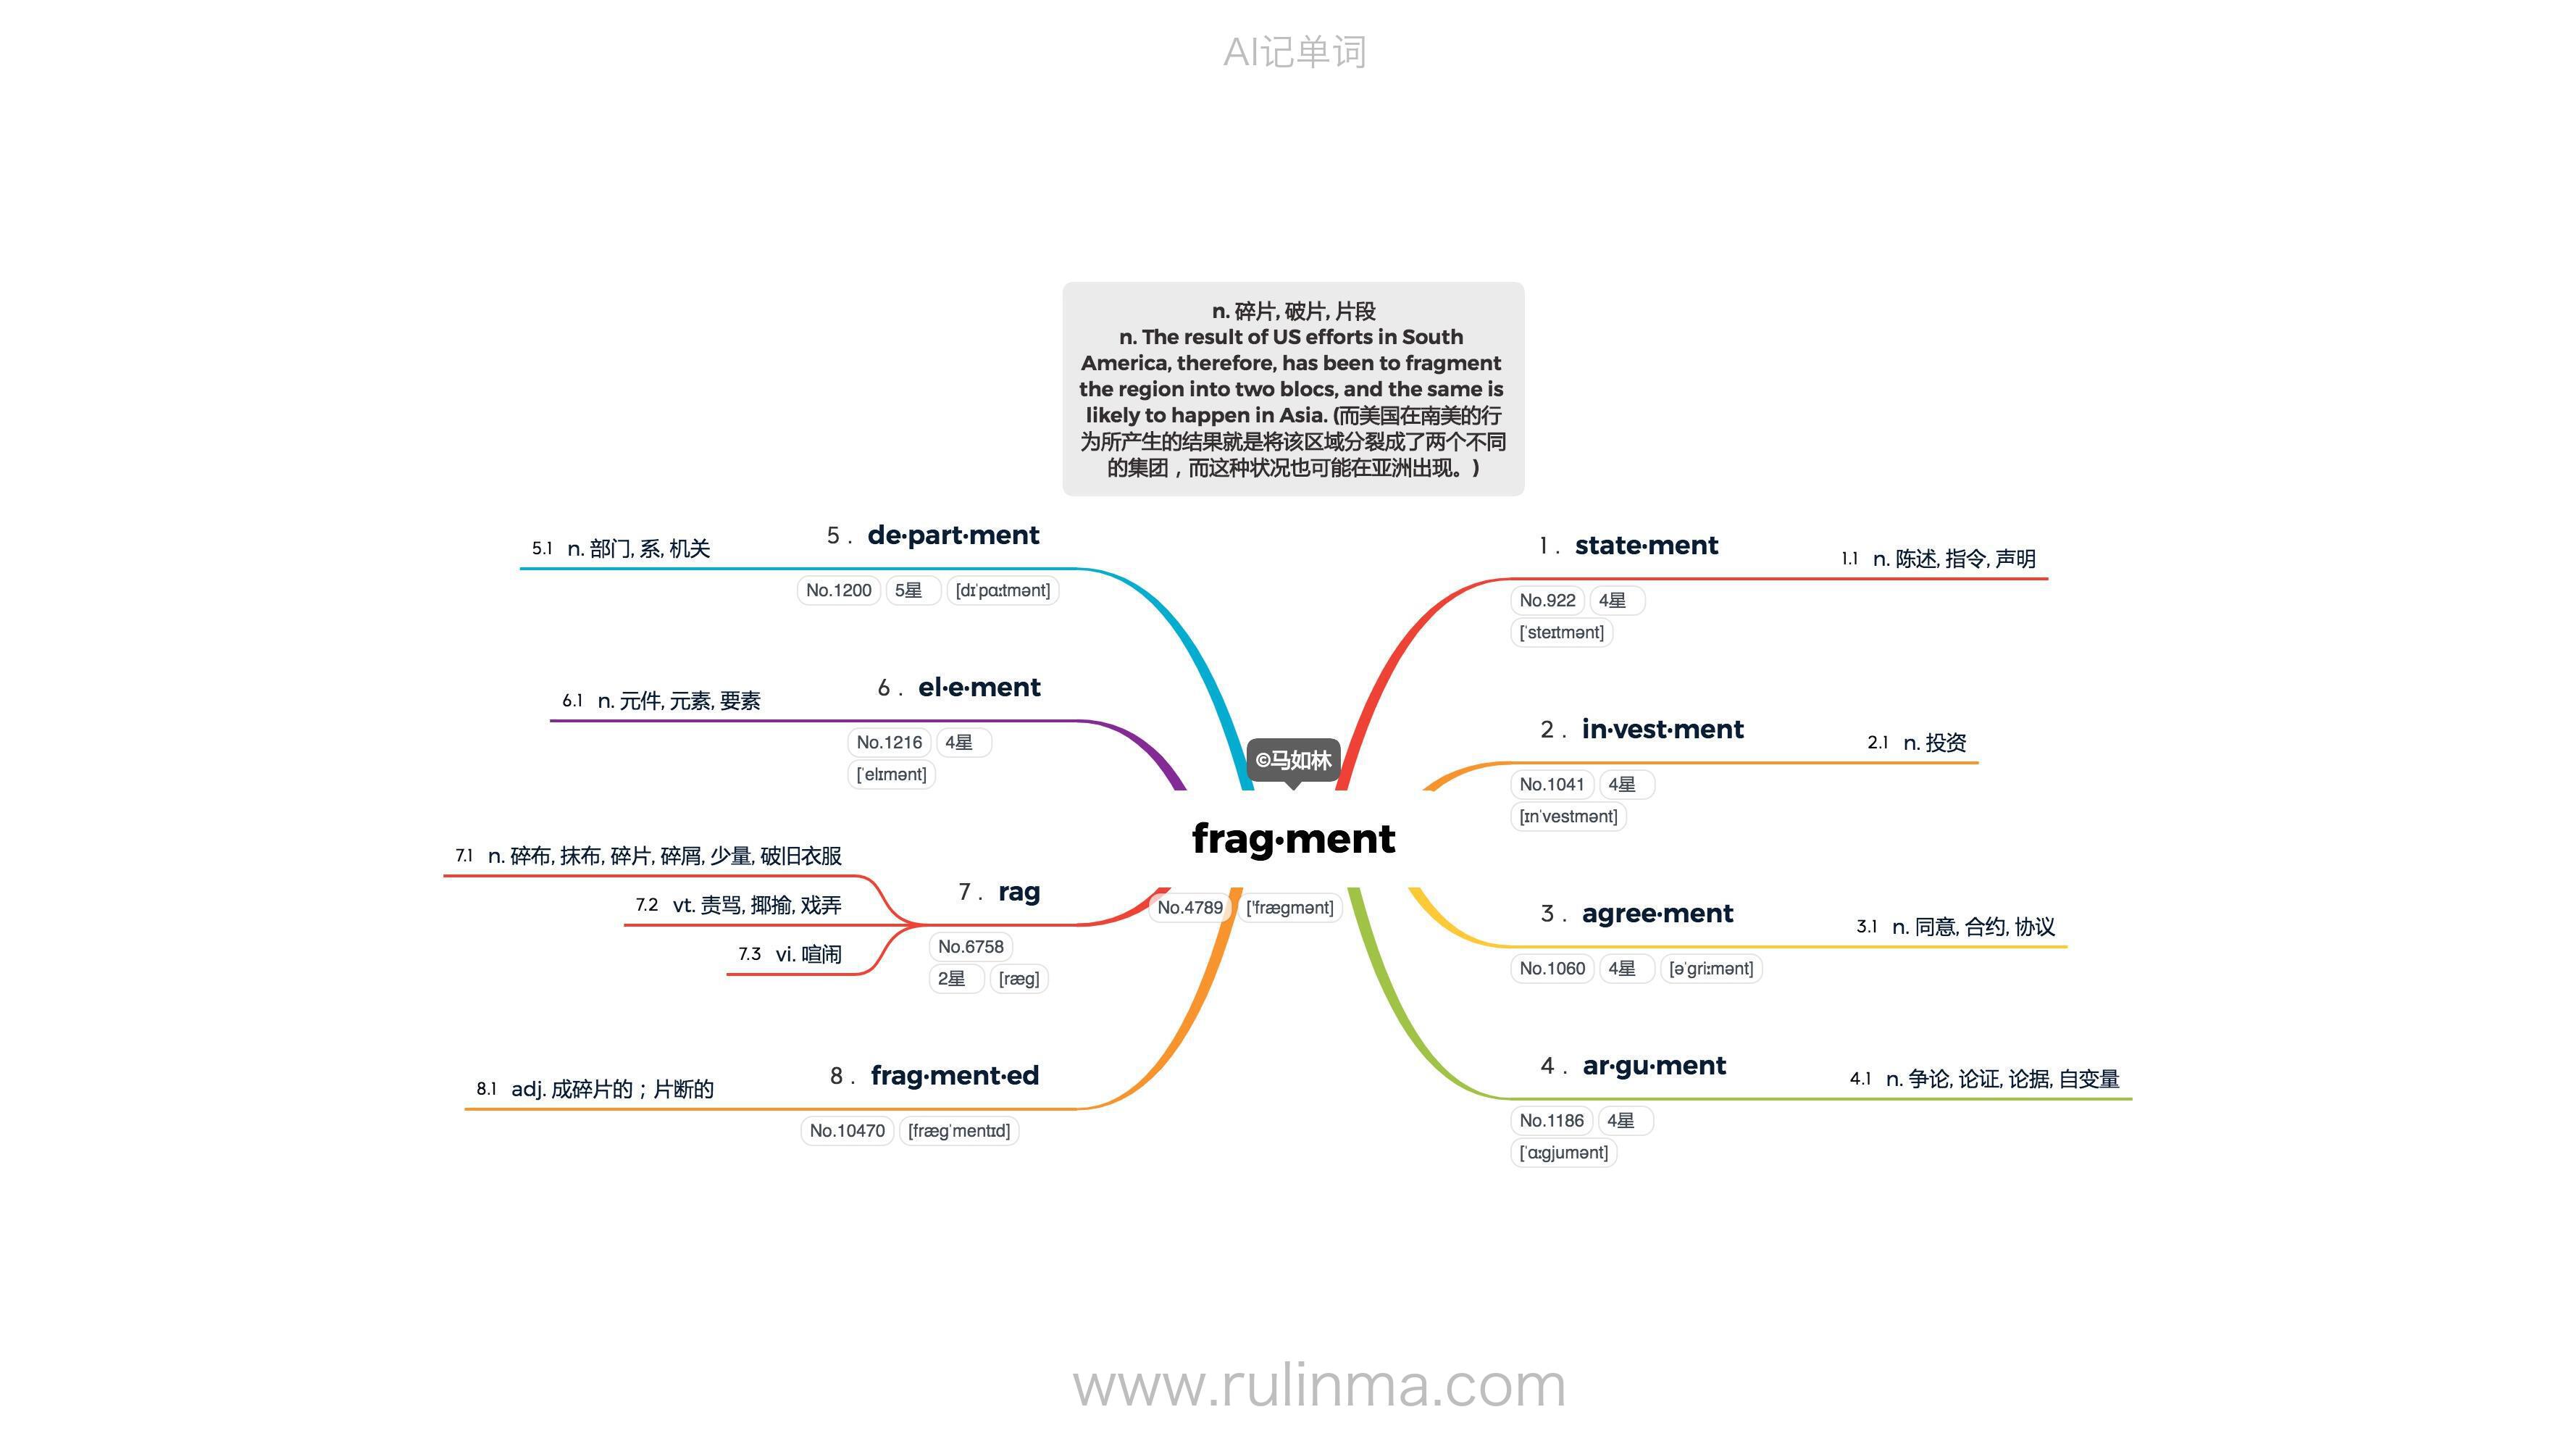 AI记单词
n. 碎片, 破片, 片段
n. The result of US efforts in South
America, therefore, has been to fragment
the region into two blocs, and the same is
likely to happen in Asia. (而美国在南美的行
为所产生的结果就是将该区域分裂成了两个不同
的集团，而这种状况也可能在亚洲出现。)
©马如林
frag·ment
No.4789 ['frægmənt]
1. state·ment
No.922 4星
[ˈsteɪtmənt]
1.1 n. 陈述, 指令, 声明
2. in·vest·ment
No.1041 4星
[ɪnˈvestmənt]
2.1 n. 投资
3. agree·ment
No.1060 4星 [əˈgriːmənt]
3.1 n. 同意, 合约, 协议
4. ar·gu·ment
No.1186 4星
[ˈɑːgjumənt]
4.1 n. 争论, 论证, 论据, 自变量
5. de·part·ment
No.1200 5星 [dɪˈpɑːtmənt]
5.1 n. 部门, 系, 机关
6. el·e·ment
No.1216 4星
[ˈelɪmənt]
6.1 n. 元件, 元素, 要素
7. rag
No.6758
2星 [ræg]
7.1 n. 碎布, 抹布, 碎片, 碎屑, 少量, 破旧衣服
7.2 vt. 责骂, 揶揄, 戏弄
7.3 vi. 喧闹
8. frag·ment·ed
No.10470 [frægˈmentɪd]
8.1 adj. 成碎片的；片断的
www.rulinma.com